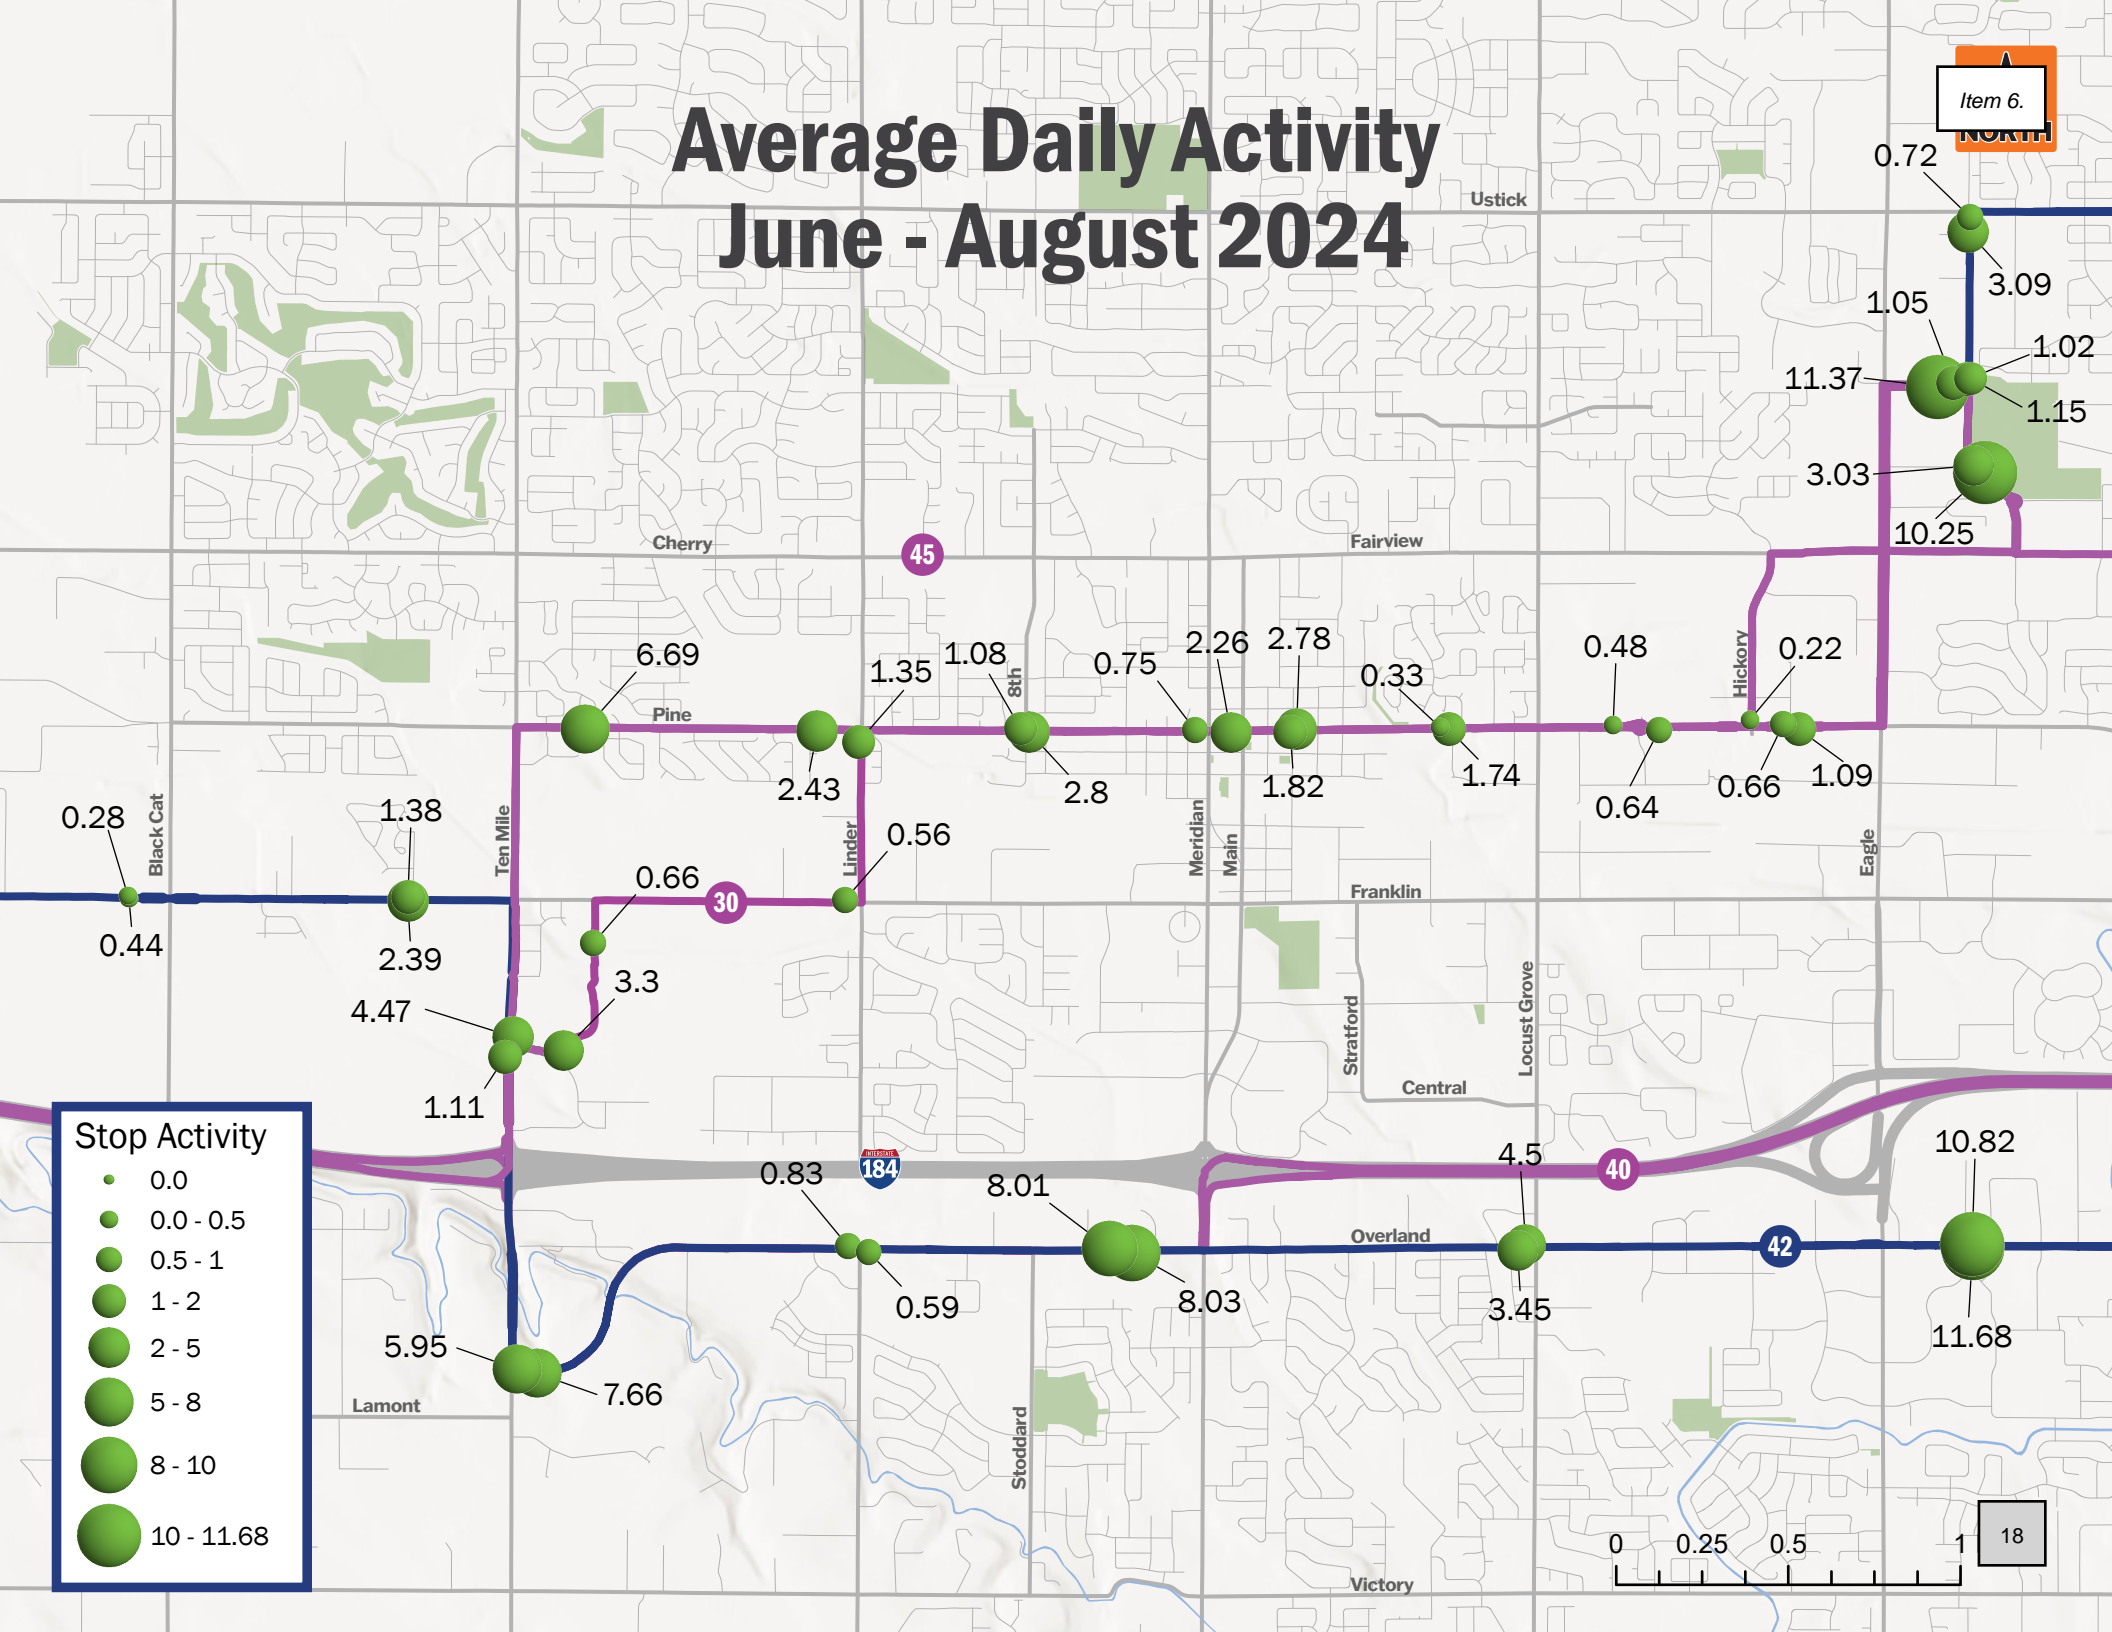 Average Daily Activity
June - August 2024
Item 6.
NORTH
0.72
Ustick
3.09
1.05
1.02
11.37
1.15
3.03
10.25
Cherry
45
Fairview
6.69
1.35
1.08
8th
0.75
2.26
2.78
0.33
0.48
Hickory
0.22
Pine
2.43
2.8
1.82
1.74
0.64
0.66
1.09
0.28
Black Cat
1.38
Ten Mile
Linder
0.56
Meridian
Main
Eagle
0.66
30
Franklin
0.44
2.39
3.3
4.47
Stratford
Locust Grove
1.11
Central
Stop Activity
0.0
0.0 - 0.5
0.5 - 1
1 - 2
2 - 5
5 - 8
8 - 10
10 - 11.68
0.83
INTERSTATE
184
8.01
4.5
40
10.82
Overland
42
0.59
8.03
3.45
11.68
5.95
7.66
Lamont
Stoddard
Victory
0 0.25 0.5 1
18